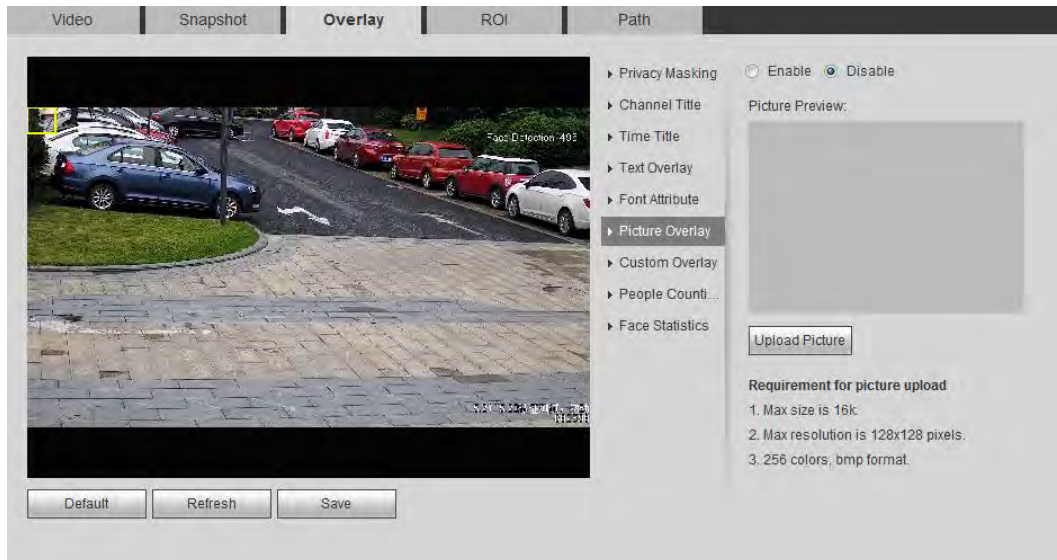 Video
Snapshot
Overlay
ROI
Path
Privacy Masking
Channel Title
Time Title
Text Overlay
Font Attribute
Picture Overlay
Custom Overlay
People Counti...
Face Statistics
Enable
Disable
Picture Preview:
Face Detection
Upload Picture
Requirement for picture upload
1. Max size is 16k.
2. Max resolution is 128x128 pixels.
3. 256 colors, bmp format.
Default
Refresh
Save